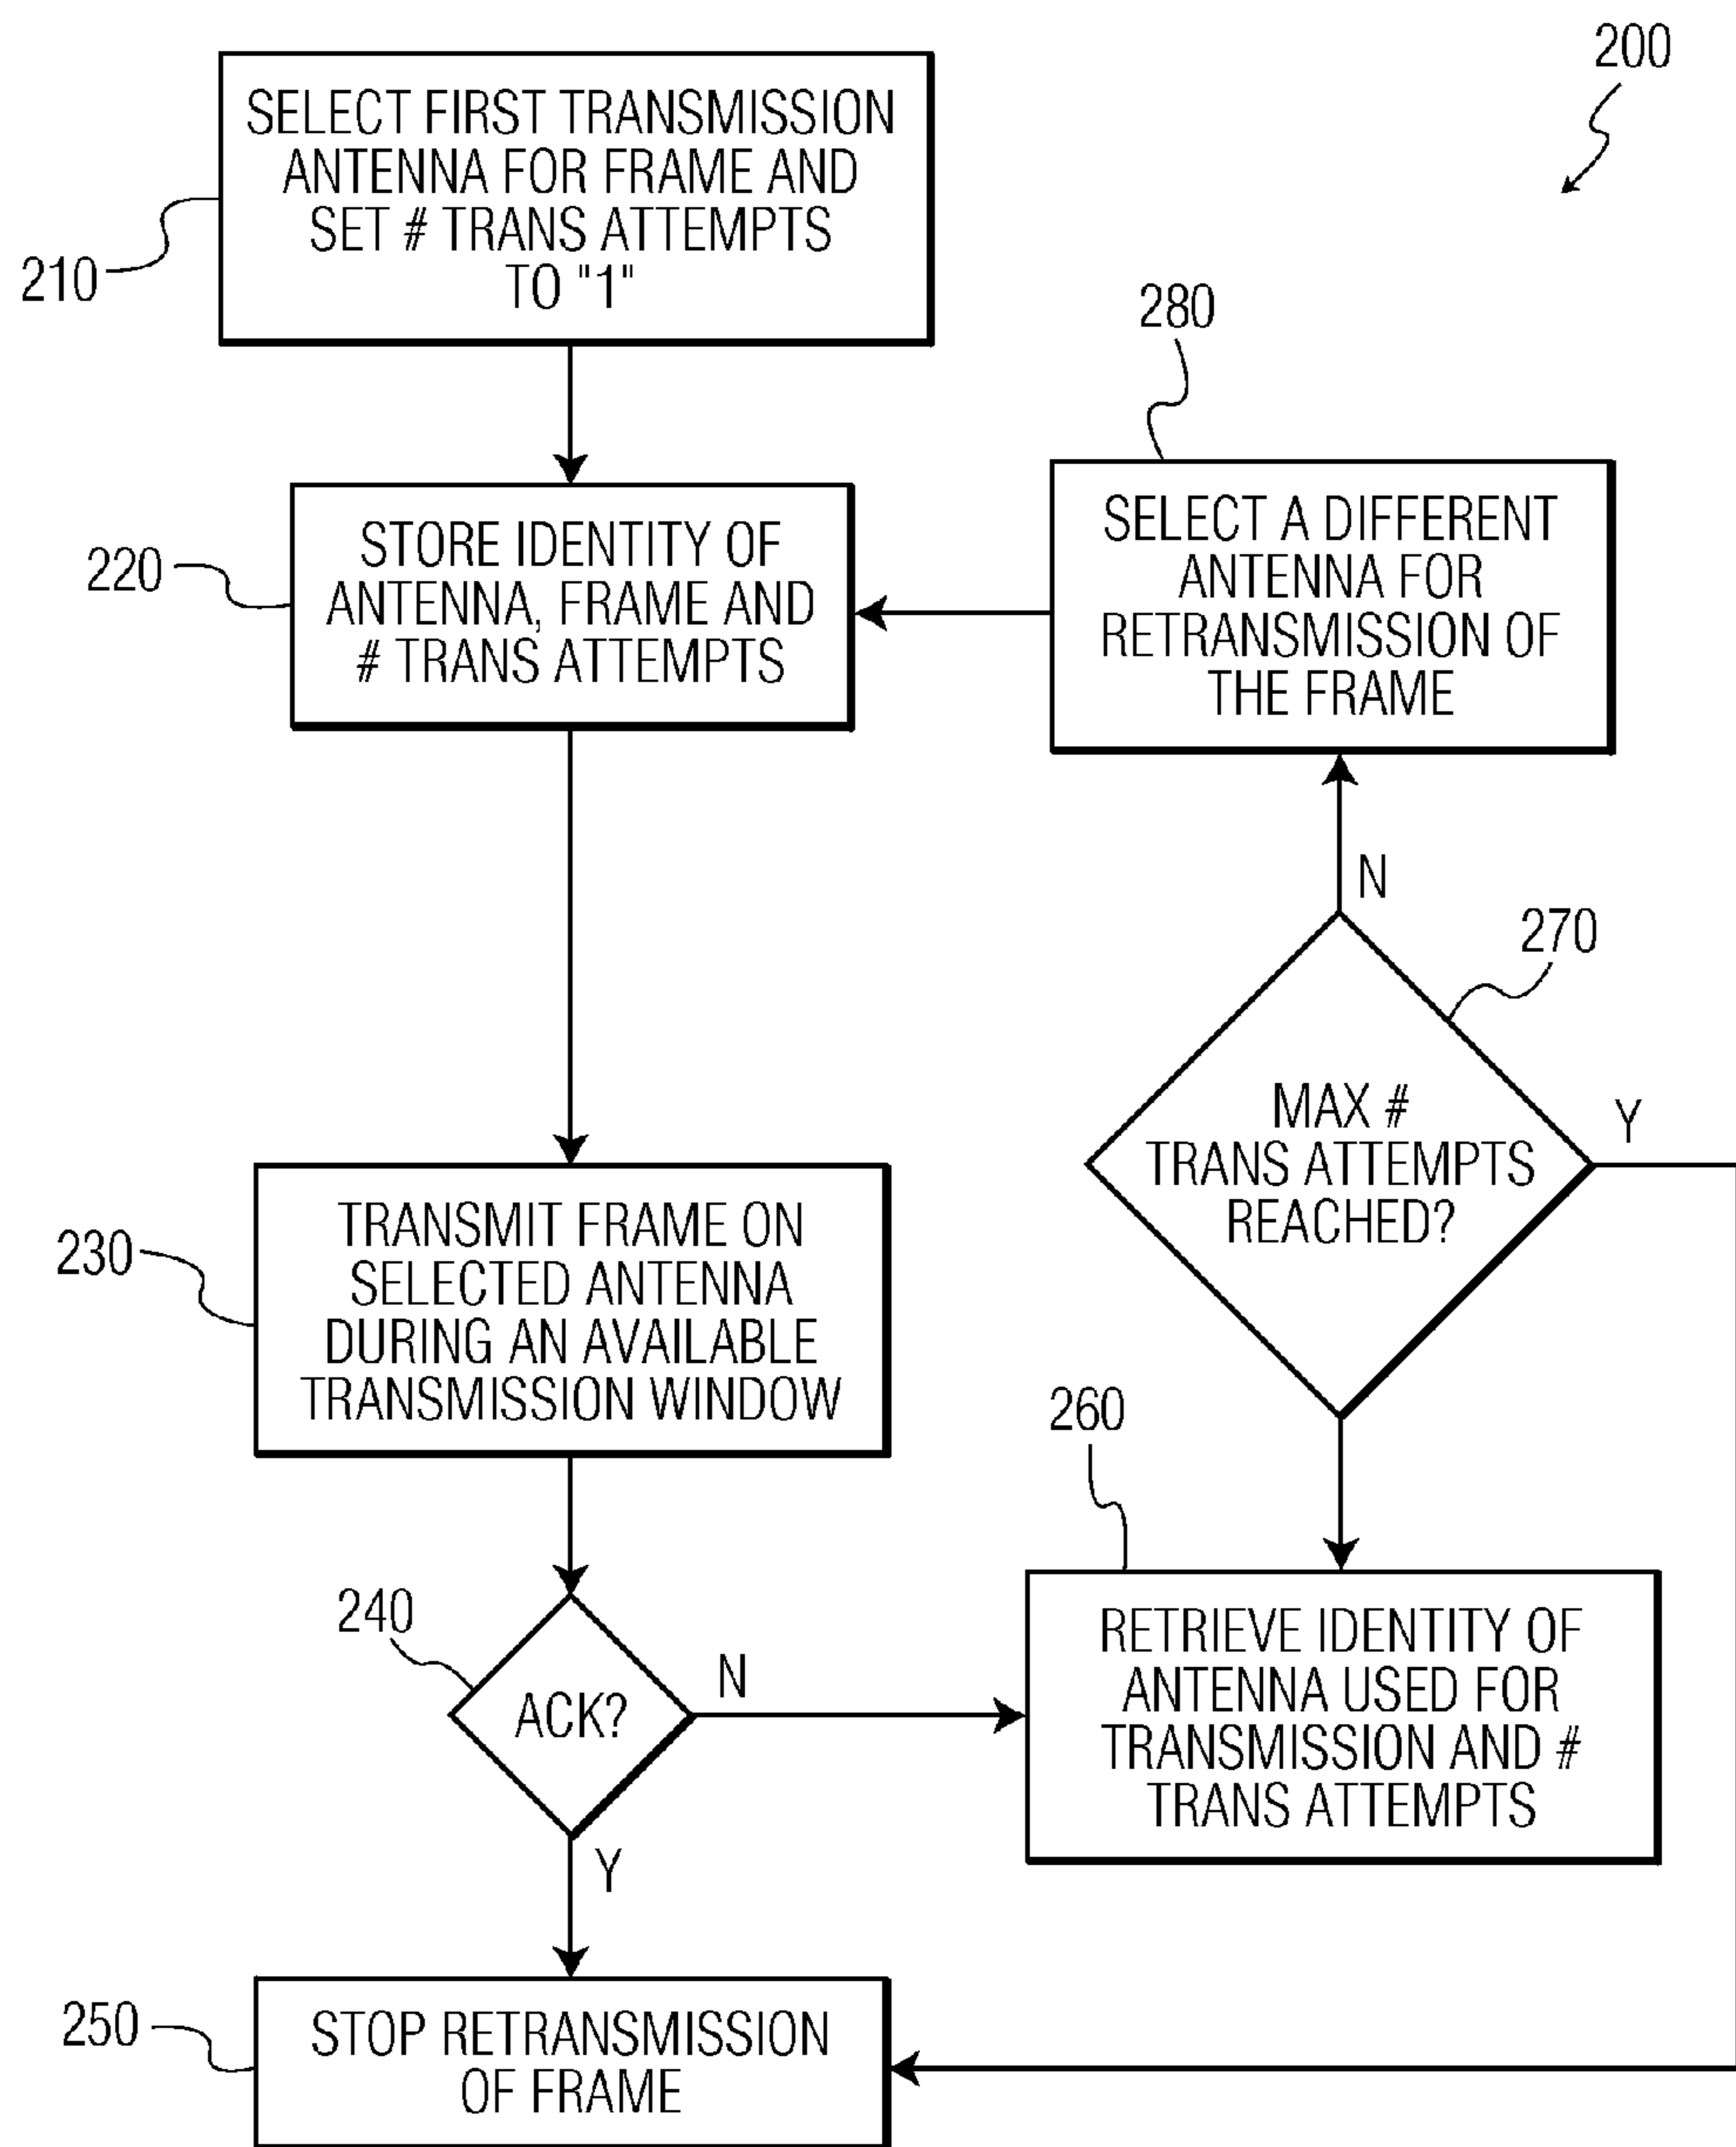 200
SELECT FIRST TRANSMISSION
ANTENNA FOR FRAME AND
SET # TRANS ATTEMPTS
TO "1"
210
280
STORE IDENTITY OF
ANTENNA, FRAME AND
# TRANS ATTEMPTS
220
SELECT A DIFFERENT
ANTENNA FOR
RETRANSMISSION OF
THE FRAME
N
270
MAX #
TRANS ATTEMPTS
REACHED?
Y
TRANSMIT FRAME ON
SELECTED ANTENNA
DURING AN AVAILABLE
TRANSMISSION WINDOW
230
260
240
ACK?
N
RETRIEVE IDENTITY OF
ANTENNA USED FOR
TRANSMISSION AND #
TRANS ATTEMPTS
Y
250
STOP RETRANSMISSION
OF FRAME